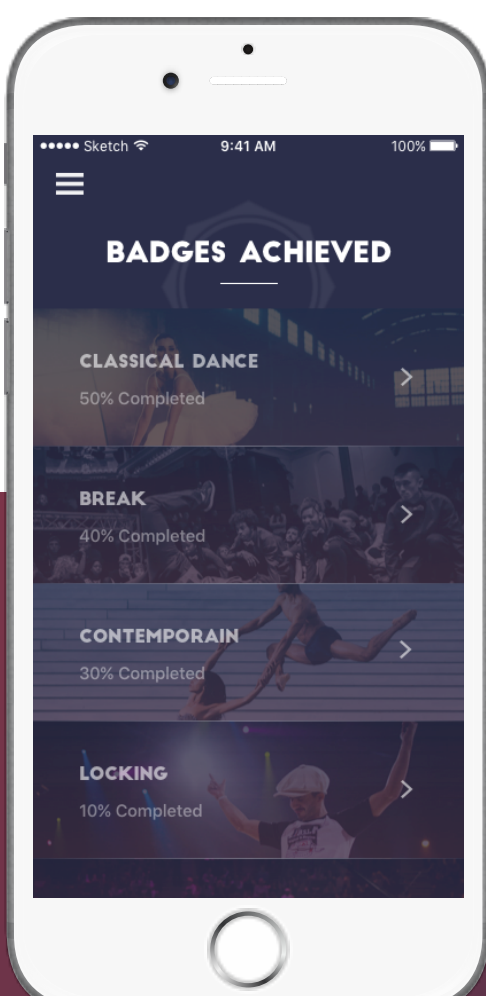 Sketch 9:41 AM 100%
BADGES ACHIEVED
CLASSICAL DANCE
50% Completed
BREAK
40% Completed
CONTEMPORAIN
30% Completed
LOCKING
10% Completed